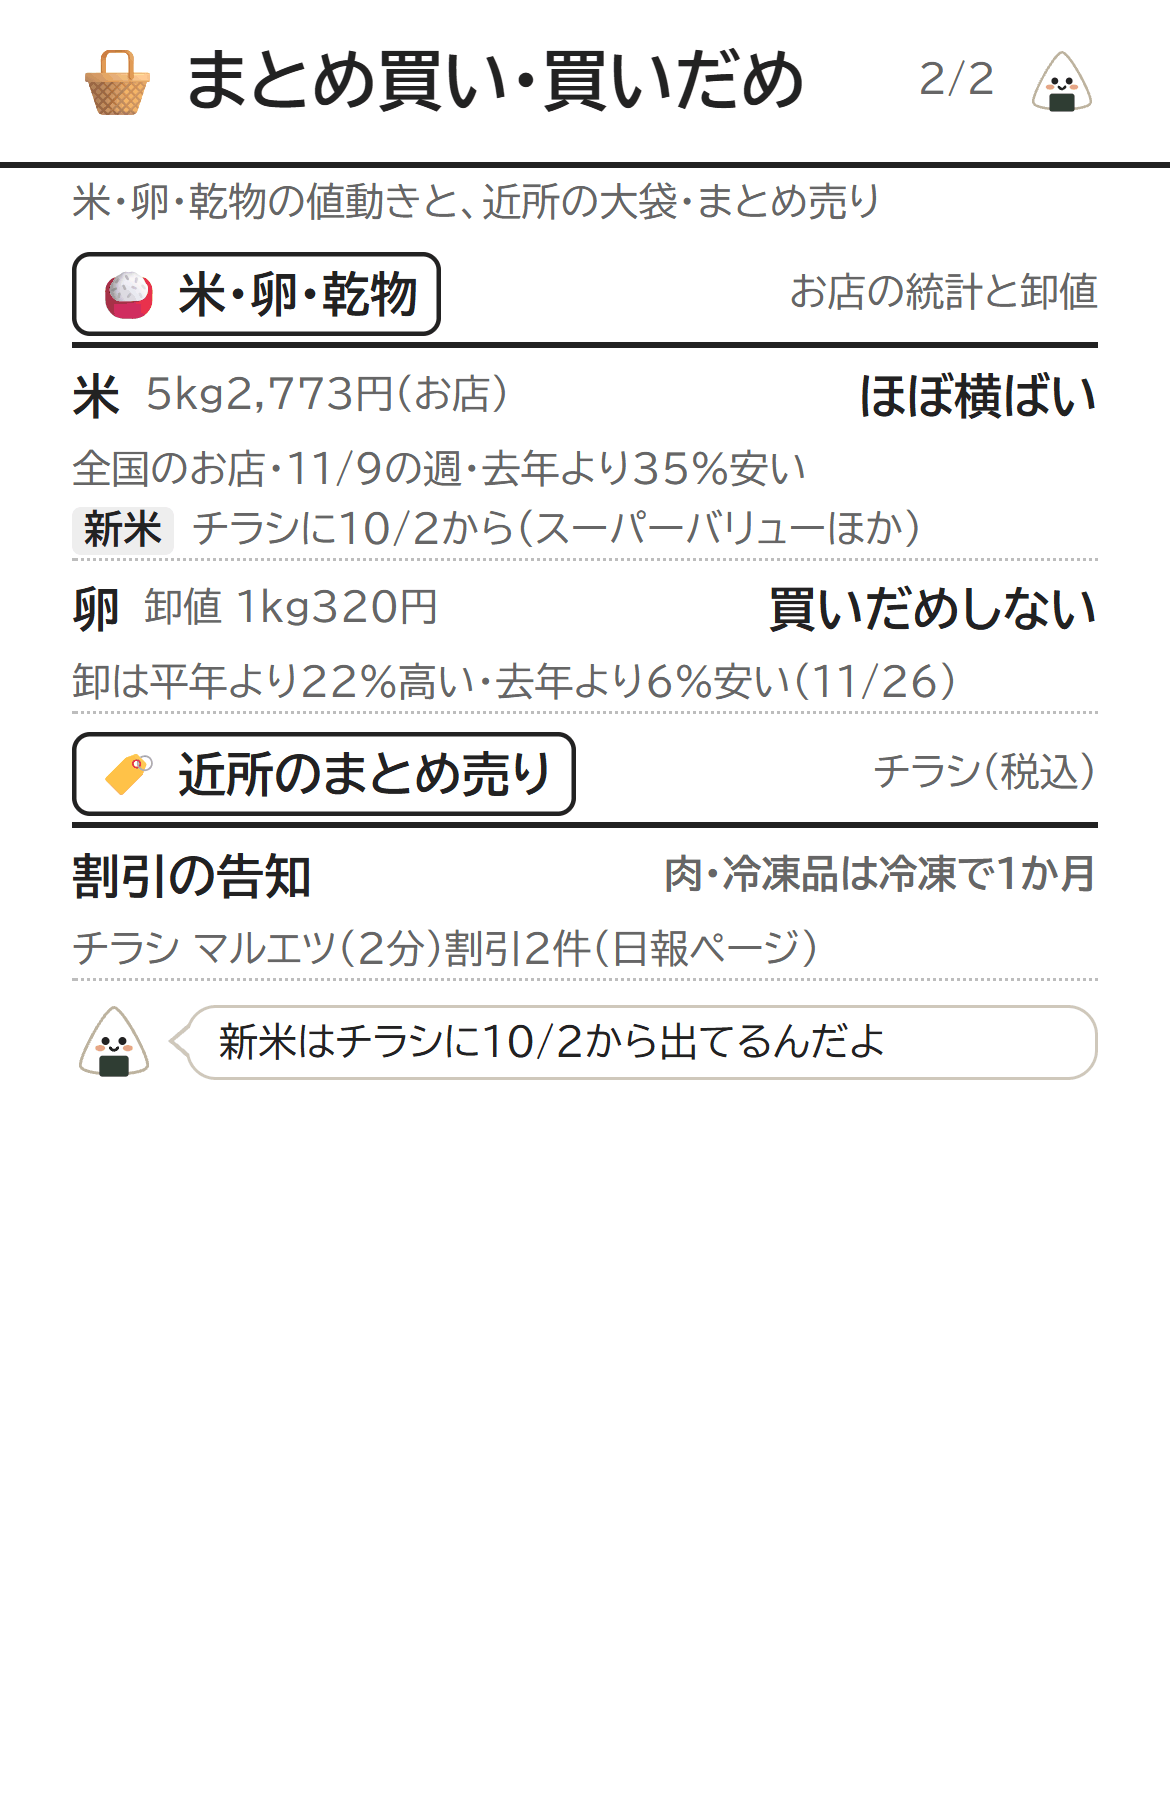 まとめ買い・買いだめ 2/2
米・卵・乾物の値動きと、近所の大袋・まとめ売り
米・卵・乾物 お店の統計と卸値
米 5kg2,773円(お店) ほぼ横ばい
全国のお店・11/9の週・去年より35%安い
新米 チラシに10/2から(スーパーバリューほか)
卵 卸値 1kg320円 買いだめしない
卸は平年より22%高い・去年より6%安い(11/26)
近所のまとめ売り チラシ(税込)
割引の告知 肉・冷凍品は冷凍で1か月
チラシ マルエツ(2分)割引2件(日報ページ)
新米はチラシに10/2から出てるんだよ